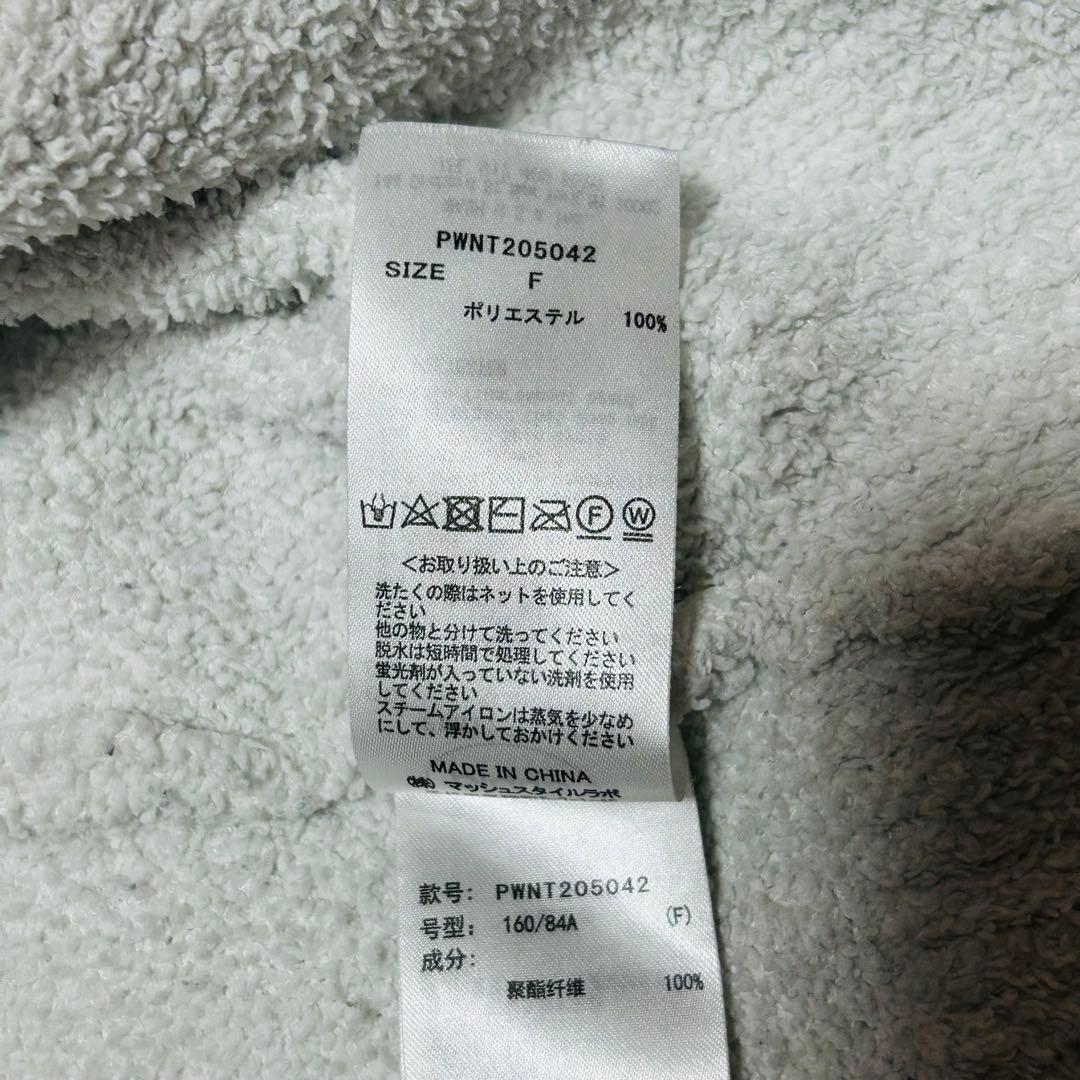 PWNT205042
SIZE F
ポリエステル 100%
F W
<お取り扱い上のご注意>
洗たくの際はネットを使用してく
ださい
他の物と分けて洗ってください
脱水は短時間で処理してください
蛍光剤が入っていない洗剤を使用
してください
スチームアイロンは蒸気を少なめ
にして、浮かしておかけください
MADE IN CHINA
㈱ マッシュスタイルラボ
款号: PWNT205042
号型: 160/84A (F)
成分:
聚酯纤维 100%